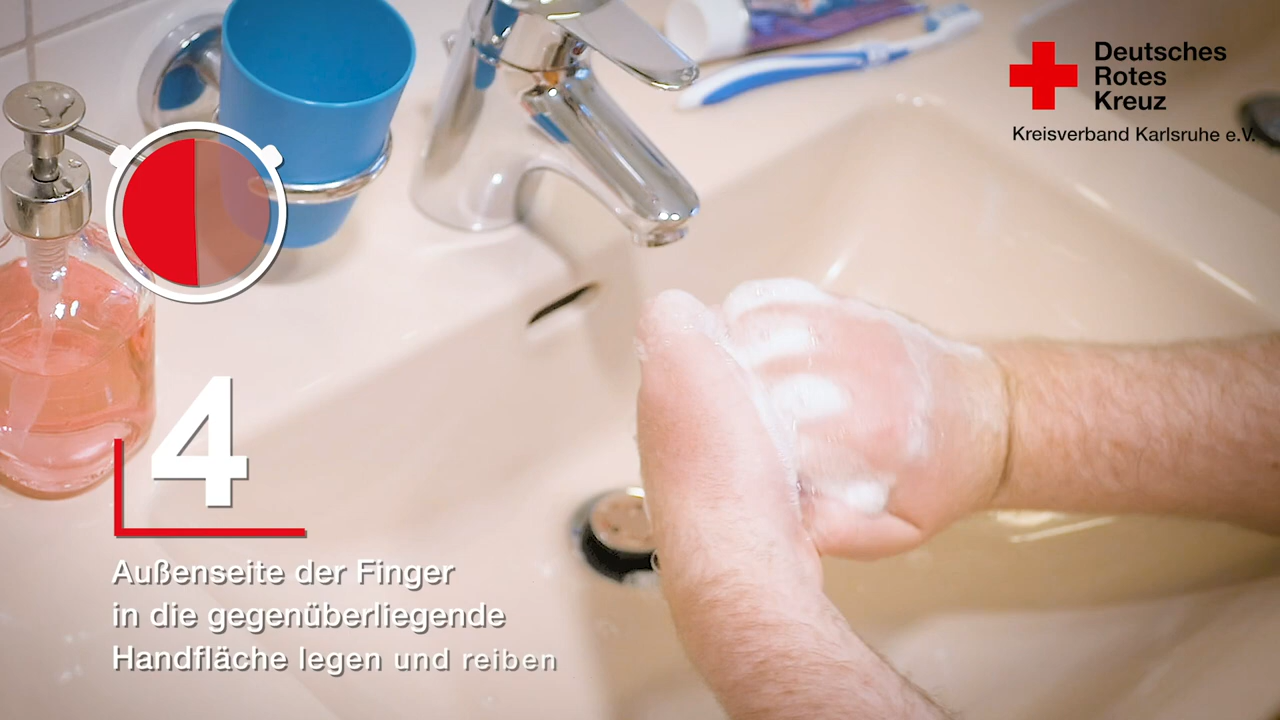 Deutsches
Rotes
Kreuz
Kreisverband Karlsruhe e.V.
4
Außenseite der Finger
in die gegenüberliegende
Handfläche legen und reiben